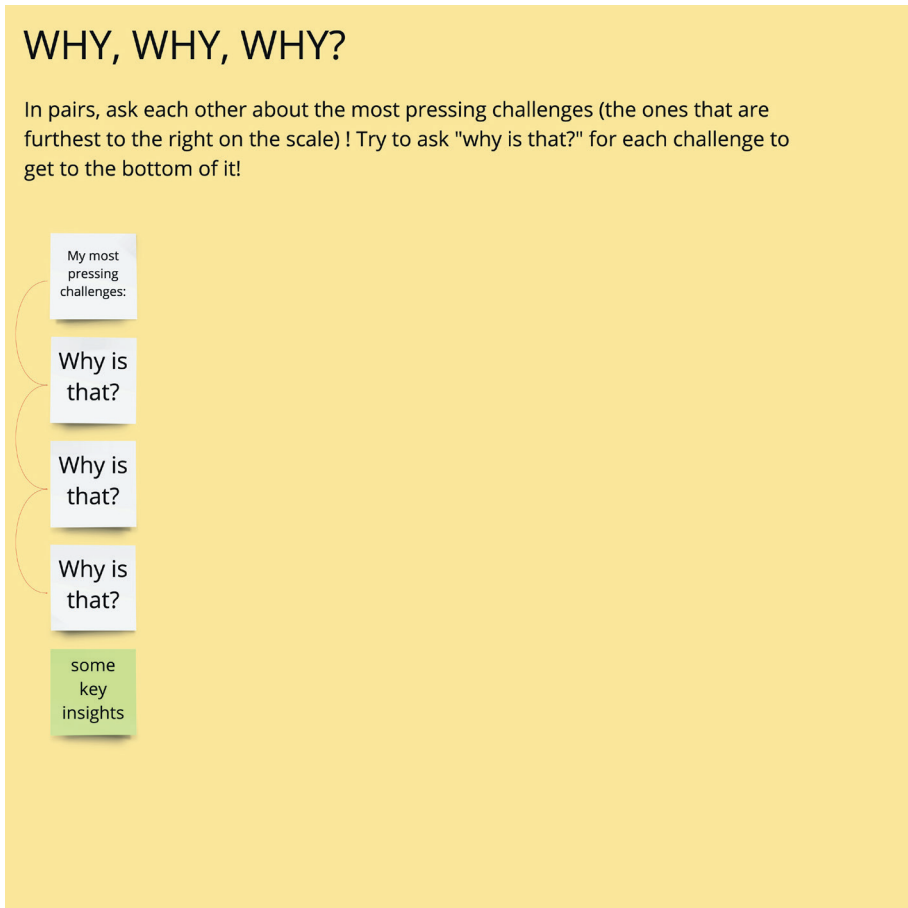 WHY, WHY, WHY?
In pairs, ask each other about the most pressing challenges (the ones that are
furthest to the right on the scale) ! Try to ask "why is that?" for each challenge to
get to the bottom of it!
My most
pressing
challenges:
Why is
that?
Why is
that?
Why is
that?
some
key
insights